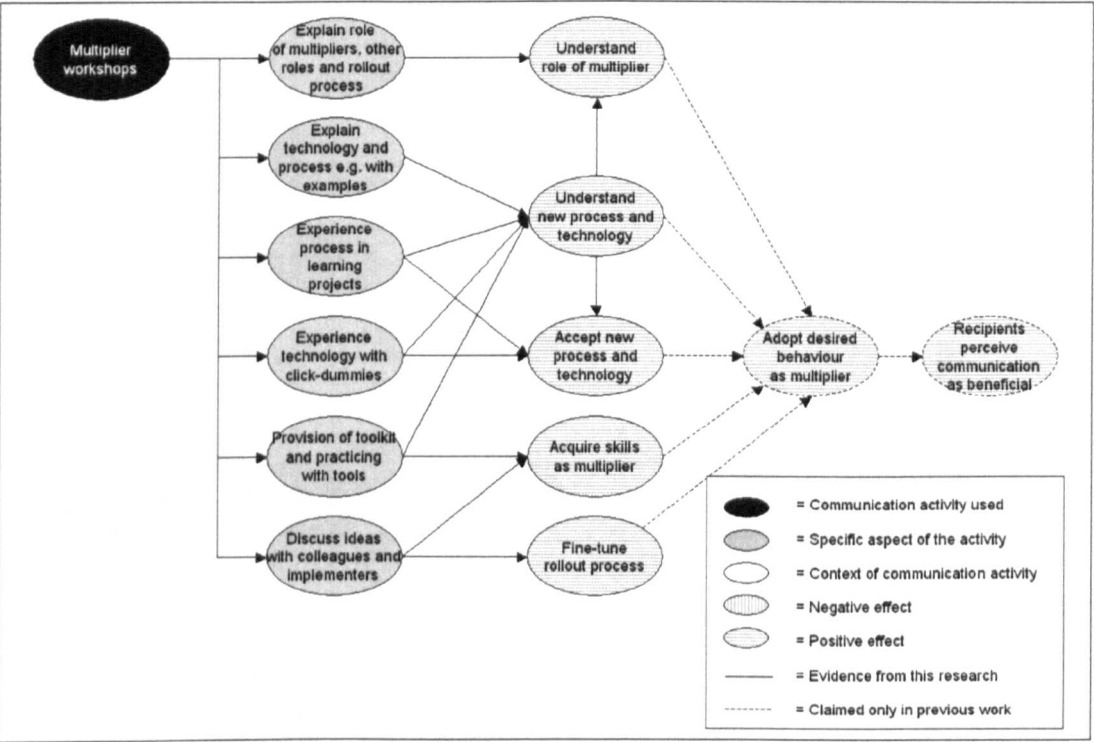 Multiplier
workshops
Explain role
of multipliers, other
roles and rollout
process
Understand
role of multiplier
Explain
technology and
process e.g. with
examples
Understand
new process and
technology
Experience
process in
learning
projects
Experience
technology with
click-dummies
Accept new
process and
technology
Adopt desired
behaviour
as multiplier
Recipients
perceive
communication
as beneficial
Provision of toolkit
and practicing
with tools
Acquire skills
as multiplier
Discuss ideas
with colleagues and
implementers
Fine-tune
rollout process
= Communication activity used
= Specific aspect of the activity
= Context of communication activity
= Negative effect
= Positive effect
= Evidence from this research
= Claimed only in previous work